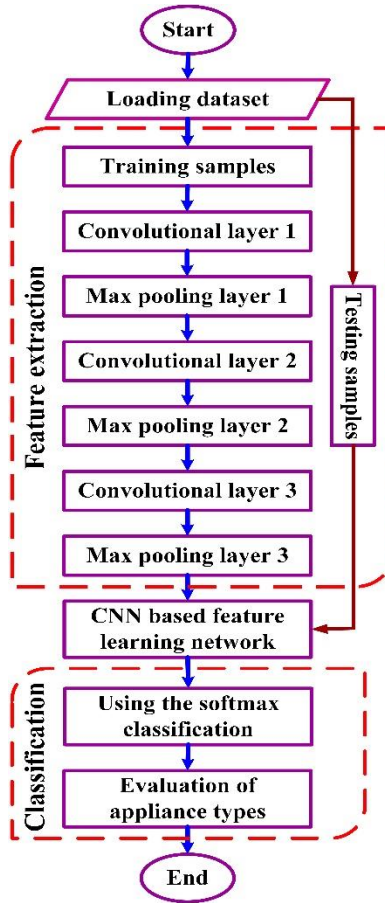 Start
Loading dataset
Training samples
Convolutional layer 1
Max pooling layer 1
Convolutional layer 2
Max pooling layer 2
Convolutional layer 3
Max pooling layer 3
Feature extraction
Testing samples
CNN based feature
learning network
Using the softmax
classification
Evaluation of
appliance types
Classification
End